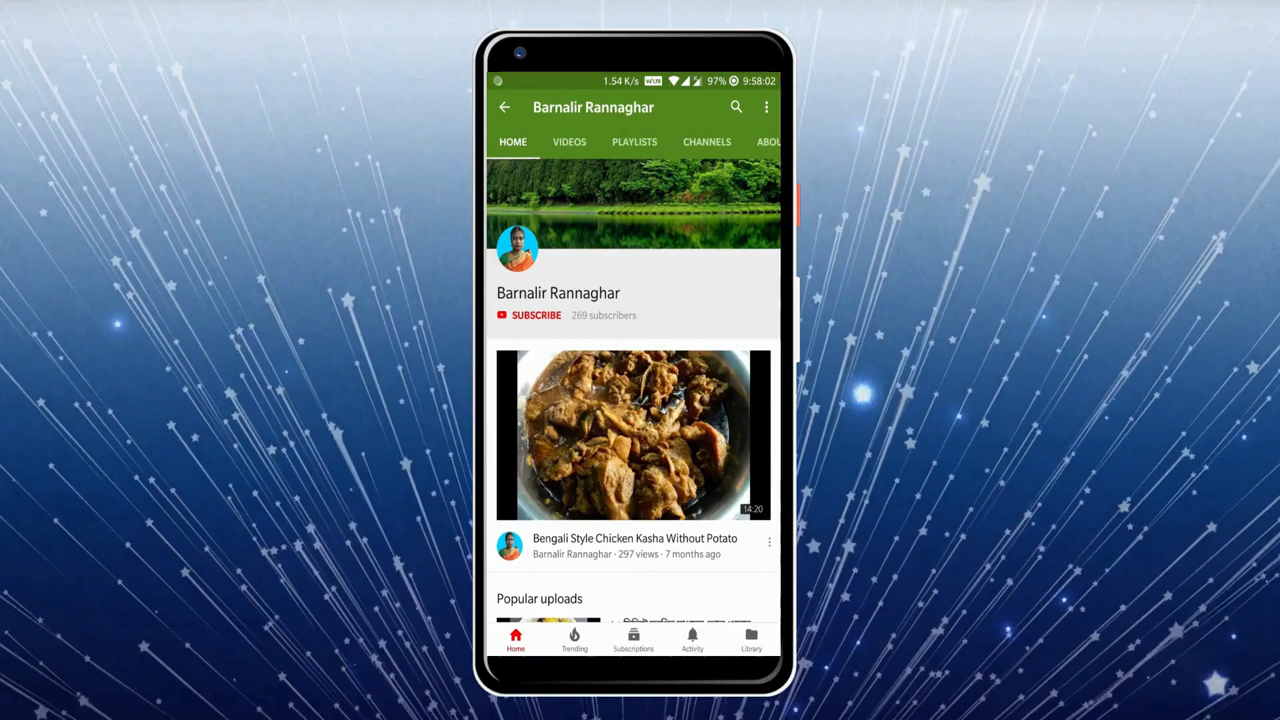 1.54 K/s VoLTE 97% 9:58:02
Barnalir Rannaghar
HOME VIDEOS PLAYLISTS CHANNELS ABOU
Barnalir Rannaghar
SUBSCRIBE 269 subscribers
14:20
Bengali Style Chicken Kasha Without Potato
Barnalir Rannaghar · 297 views · 7 months ago
Popular uploads
Home Trending Subscriptions Activity Library